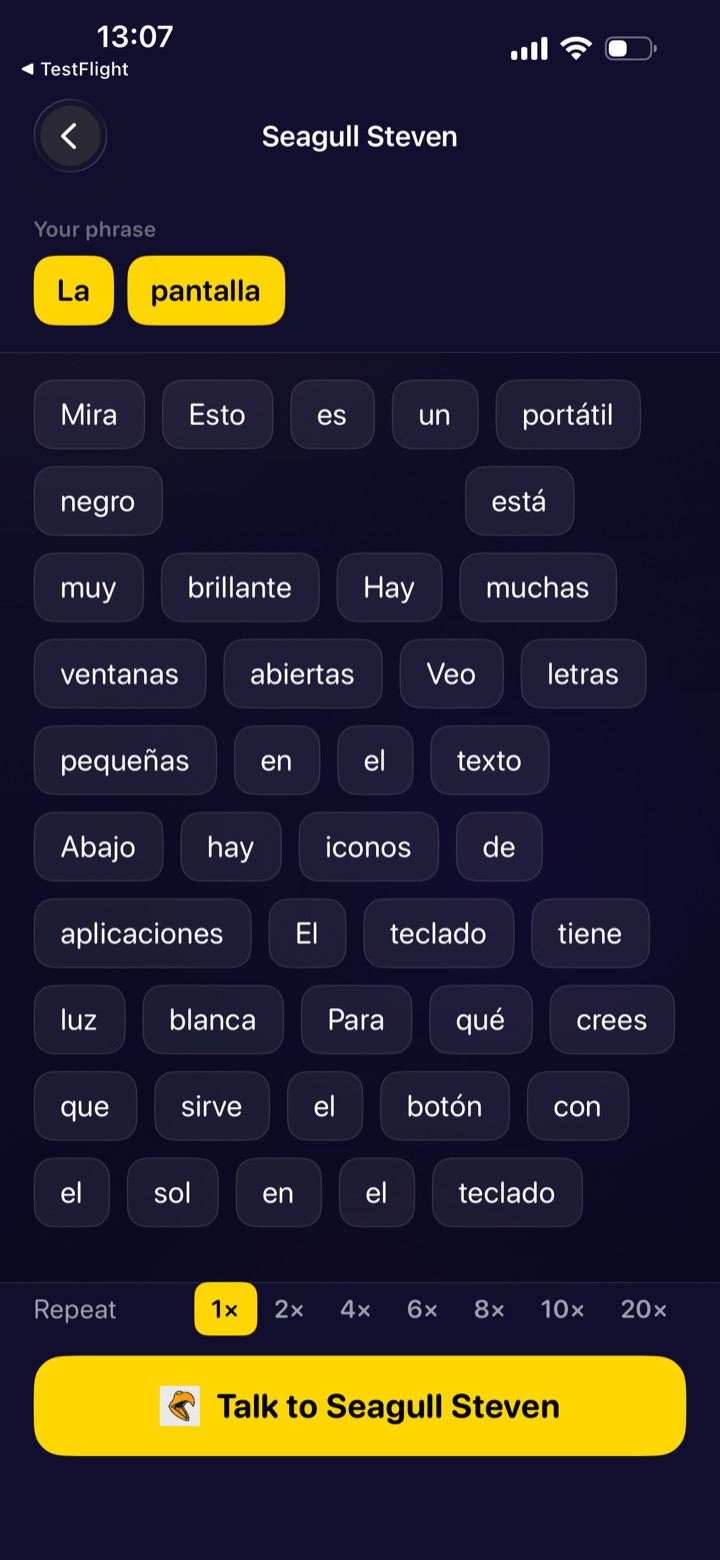 13:07
◀ TestFlight
Seagull Steven
Your phrase
La pantalla
Mira Esto es un portátil
negro está
muy brillante Hay muchas
ventanas abiertas Veo letras
pequeñas en el texto
Abajo hay iconos de
aplicaciones El teclado tiene
luz blanca Para qué crees
que sirve el botón con
el sol en el teclado
Repeat 1× 2× 4× 6× 8× 10× 20×
Talk to Seagull Steven